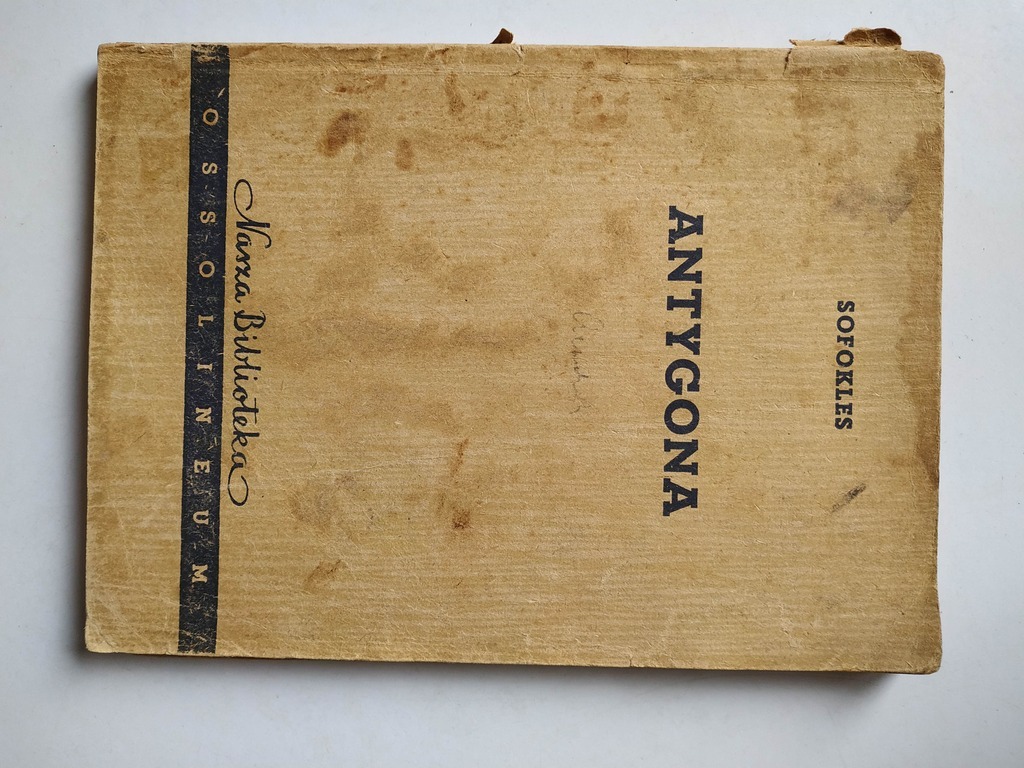 SOFOKLES
ANTYGONA
Nasza Biblioteka
OSSOLINEUM